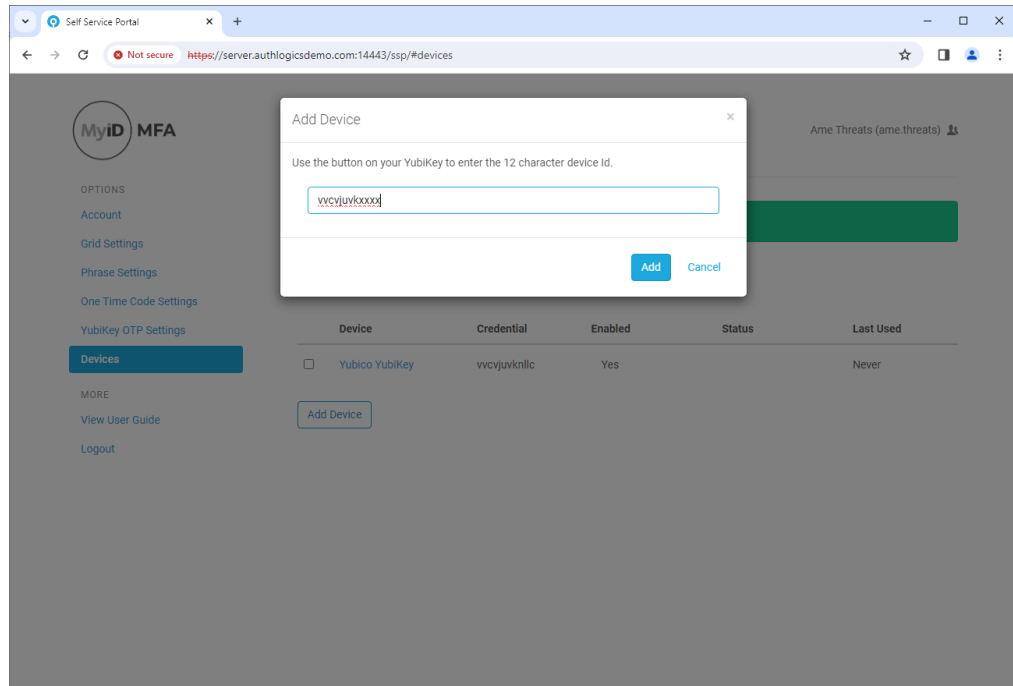 Self Service Portal
Not secure https://server.authlogicsdemo.com:14443/ssp/#devices
MyiD MFA
Ame Threats (ame.threats)
Add Device
Use the button on your YubiKey to enter the 12 character device Id.
vvcvjuvkxxxx
Add Cancel
OPTIONS
Account
Grid Settings
Phrase Settings
One Time Code Settings
YubiKey OTP Settings
Devices
MORE
View User Guide
Logout
Device Credential Enabled Status Last Used
Yubico YubiKey vvcvjuvknllc Yes Never
Add Device